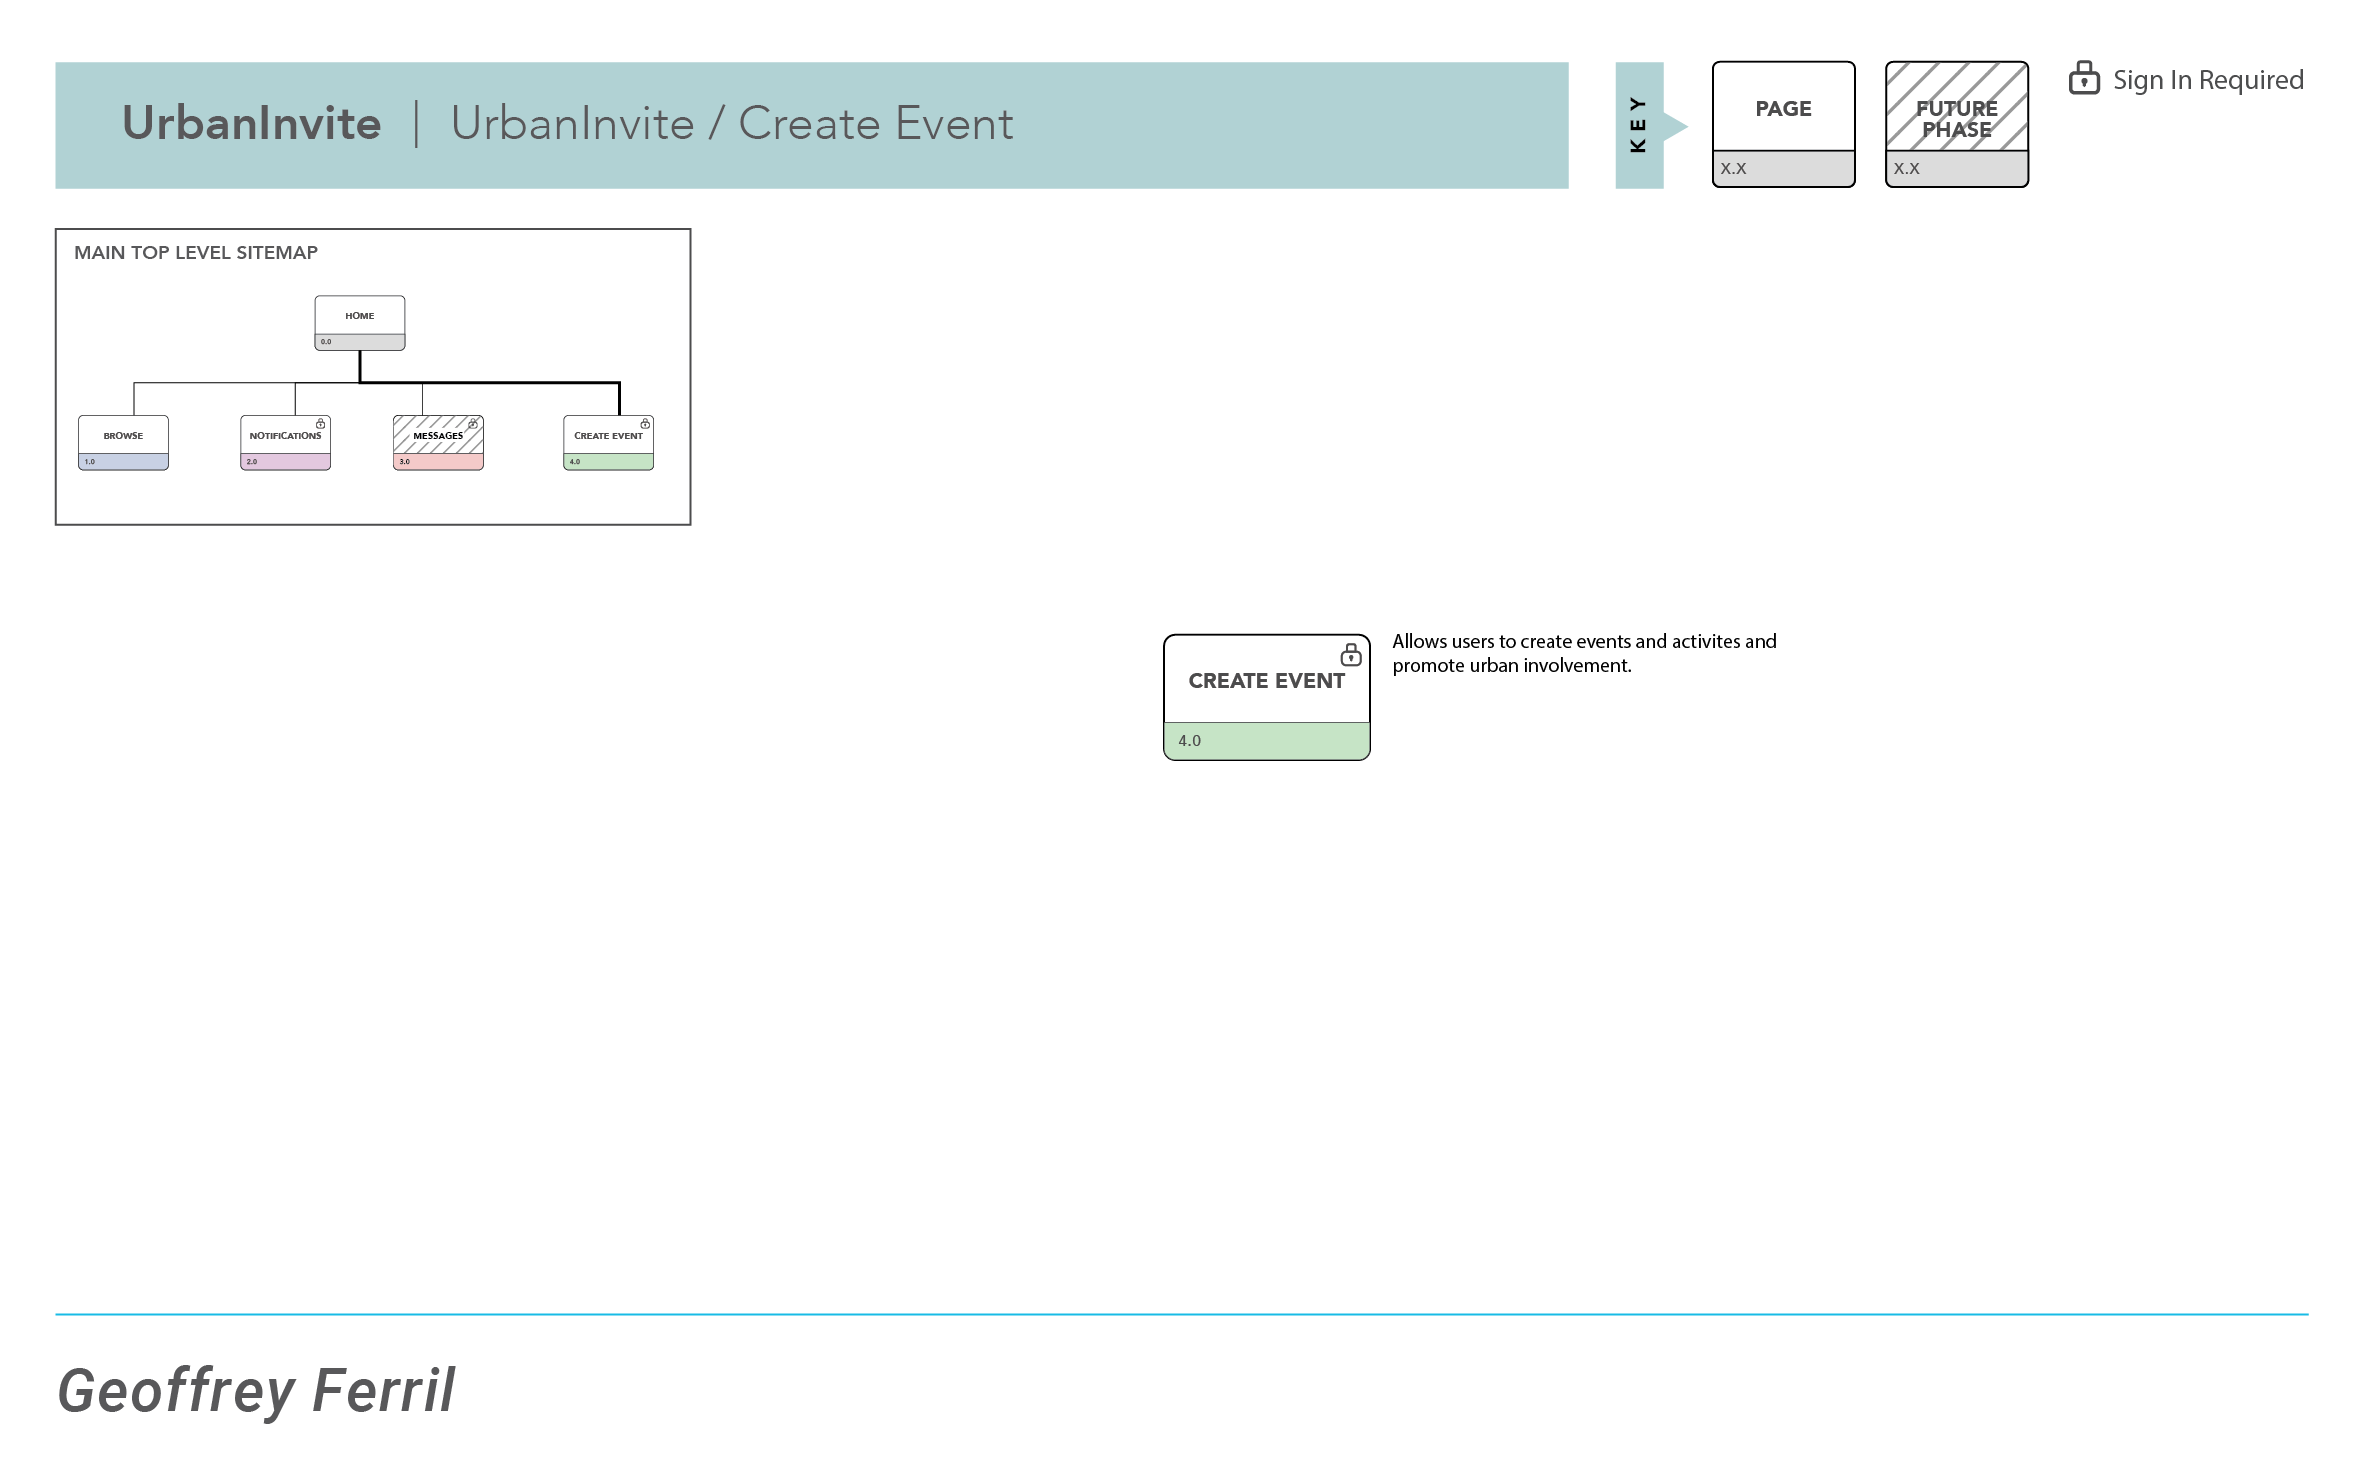 UrbanInvite | UrbanInvite / Create Event
KEY
PAGE
X.X
FUTURE
PHASE
X.X
Sign In Required
MAIN TOP LEVEL SITEMAP
HOME
0.0
BROWSE
1.0
NOTIFICATIONS
2.0
MESSAGES
3.0
CREATE EVENT
4.0
CREATE EVENT
4.0
Allows users to create events and activites and
promote urban involvement.
Geoffrey Ferril